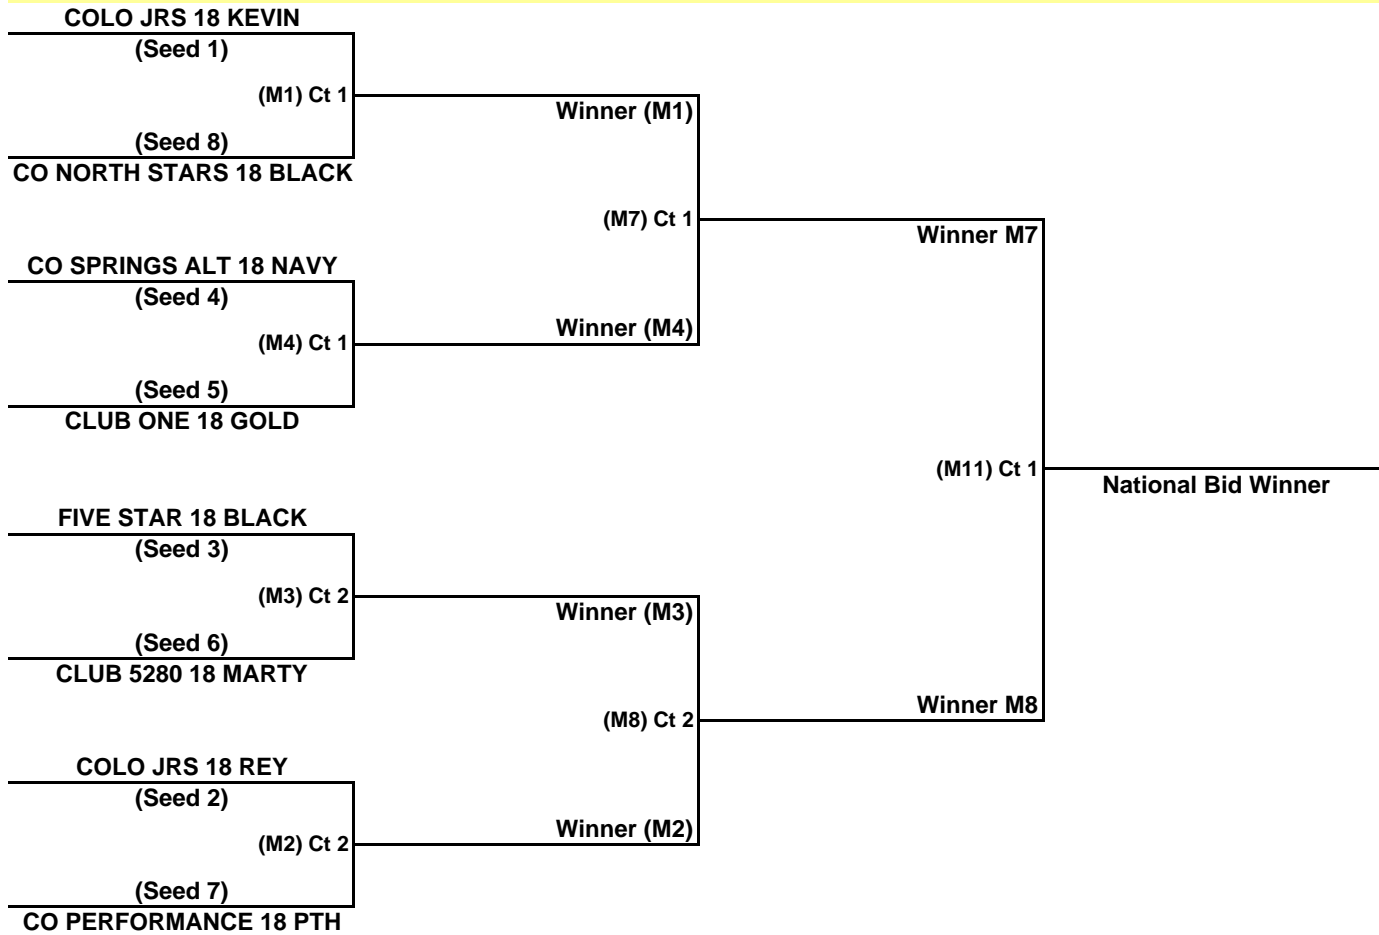 COLO JRS 18 KEVIN
(Seed 1)
(M1) Ct 1
Winner (M1)
(Seed 8)
CO NORTH STARS 18 BLACK
(M7) Ct 1
Winner M7
CO SPRINGS ALT 18 NAVY
(Seed 4)
Winner (M4)
(M4) Ct 1
(Seed 5)
CLUB ONE 18 GOLD
(M11) Ct 1
National Bid Winner
FIVE STAR 18 BLACK
(Seed 3)
(M3) Ct 2
Winner (M3)
(Seed 6)
CLUB 5280 18 MARTY
Winner M8
(M8) Ct 2
COLO JRS 18 REY
(Seed 2)
Winner (M2)
(M2) Ct 2
(Seed 7)
CO PERFORMANCE 18 PTH